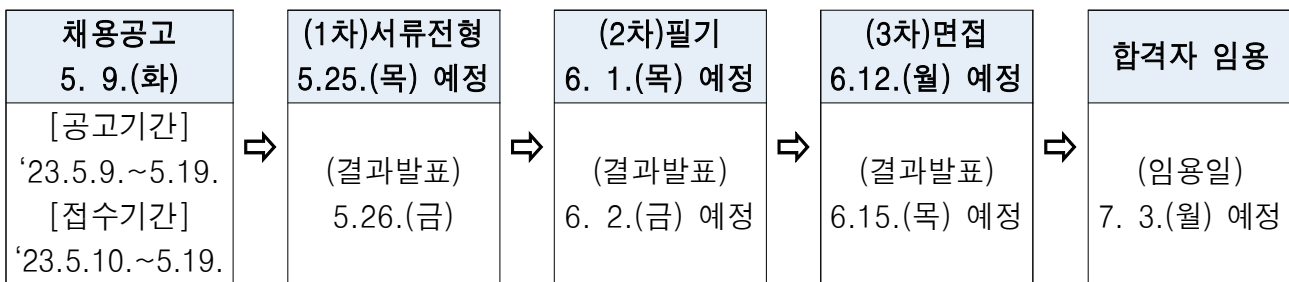 채용공고
5. 9.(화)
[공고기간]
‘23.5.9.~5.19.
[접수기간]
‘23.5.10.~5.19.
(1차)서류전형
5.25.(목) 예정
(결과발표)
5.26.(금)
(2차)필기
6. 1.(목) 예정
(결과발표)
6. 2.(금) 예정
(3차)면접
6.12.(월) 예정
(결과발표)
6.15.(목) 예정
합격자 임용
(임용일)
7. 3.(월) 예정